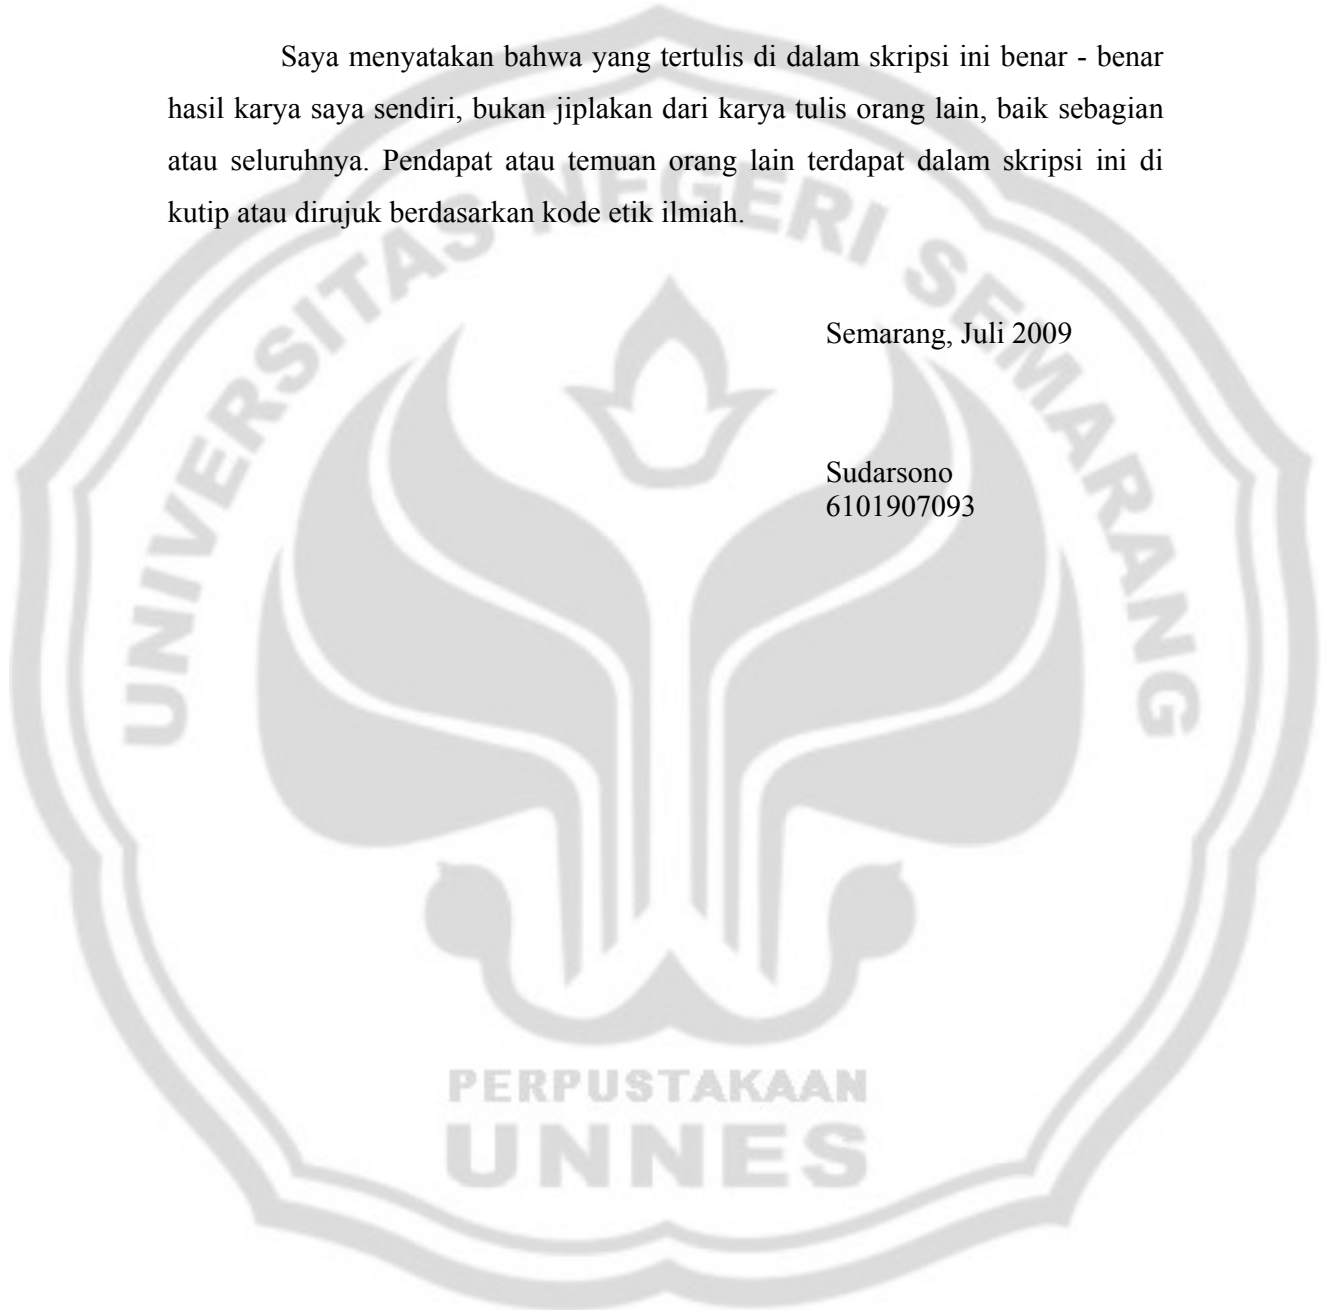 Saya menyatakan bahwa yang tertulis di dalam skripsi ini benar - benar
hasil karya saya sendiri, bukan jiplakan dari karya tulis orang lain, baik sebagian
atau seluruhnya. Pendapat atau temuan orang lain terdapat dalam skripsi ini di
kutip atau dirujuk berdasarkan kode etik ilmiah.
UNIVERSITAS NEGERI SEMARANG
Semarang, Juli 2009
Sudarsono
6101907093
PERPUSTAKAAN
UNNES